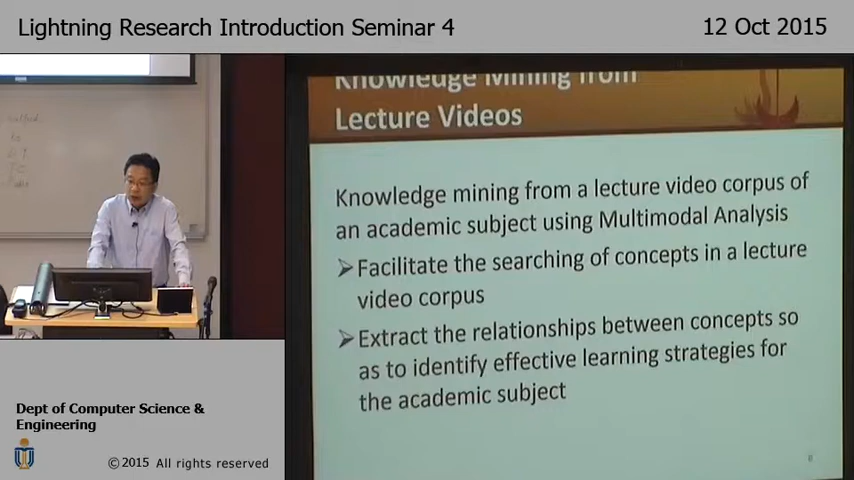 Lightning Research Introduction Seminar 4
12 Oct 2015
Knowledge Mining from
Lecture Videos
Knowledge mining from a lecture video corpus of
an academic subject using Multimodal Analysis
➢Facilitate the searching of concepts in a lecture
video corpus
➢Extract the relationships between concepts so
as to identify effective learning strategies for
the academic subject
8
Dept of Computer Science &
Engineering
© 2015 All rights reserved